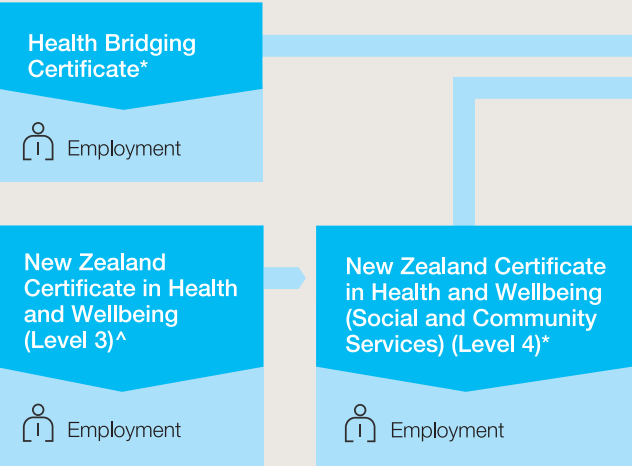 Health Bridging
Certificate*
Employment
New Zealand
Certificate in Health
and Wellbeing
(Level 3)^
Employment
New Zealand Certificate
in Health and Wellbeing
(Social and Community
Services) (Level 4)*
Employment